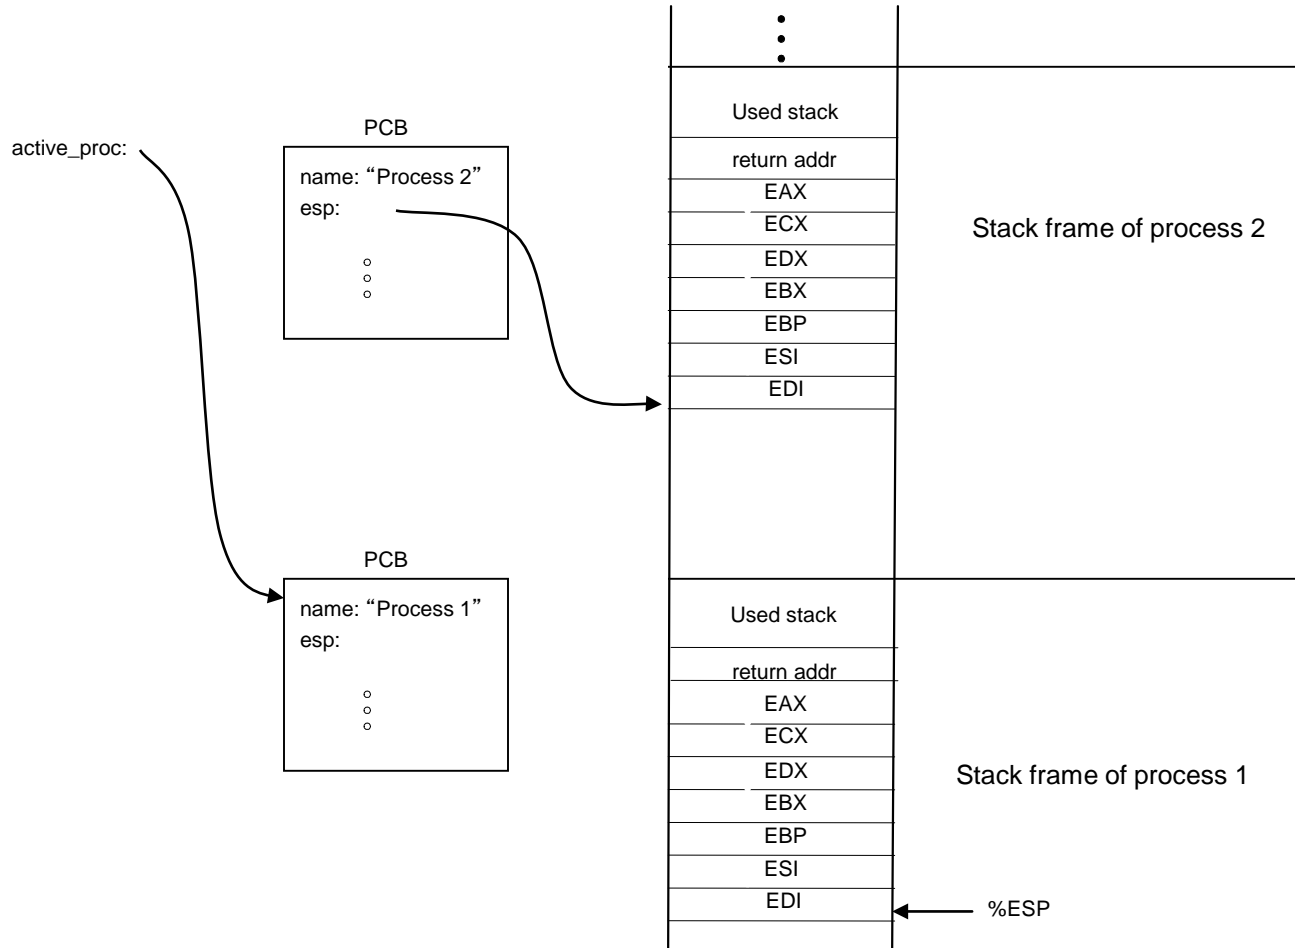 active_proc:
PCB
name: “Process 2”
esp:
PCB
name: “Process 1”
esp:
Used stack
return addr
EAX
ECX
EDX
EBX
EBP
ESI
EDI
Stack frame of process 2
Used stack
return addr
EAX
ECX
EDX
EBX
EBP
ESI
EDI
Stack frame of process 1
%ESP